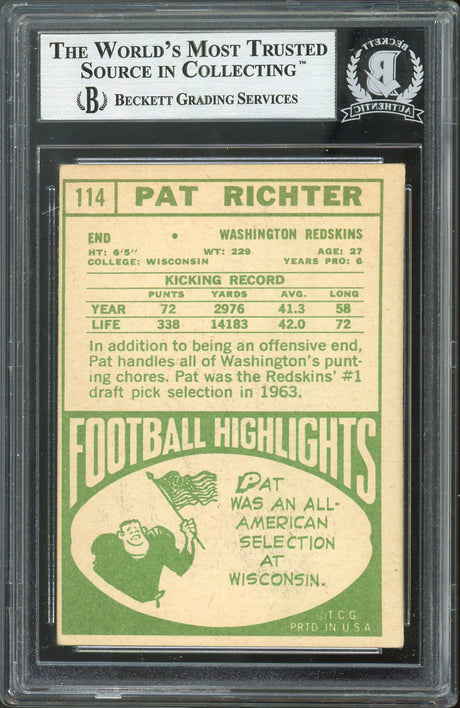 THE WORLD'S MOST TRUSTED
SOURCE IN COLLECTING™
B BECKETT GRADING SERVICES
BECKETT
B
AUTHENTIC
114 PAT RICHTER
END • WASHINGTON REDSKINS
HT: 6'5" WT: 229 AGE: 27
COLLEGE: WISCONSIN YEARS PRO: 6
KICKING RECORD
PUNTS YARDS AVG. LONG
YEAR 72 2976 41.3 58
LIFE 338 14183 42.0 72
In addition to being an offensive end,
Pat handles all of Washington's punt-
ing chores. Pat was the Redskins' #1
draft pick selection in 1963.
FOOTBALL HIGHLIGHTS
PAT
WAS AN ALL-
AMERICAN
SELECTION
AT
WISCONSIN.
©T.C.G.
PRTD IN U.S.A.